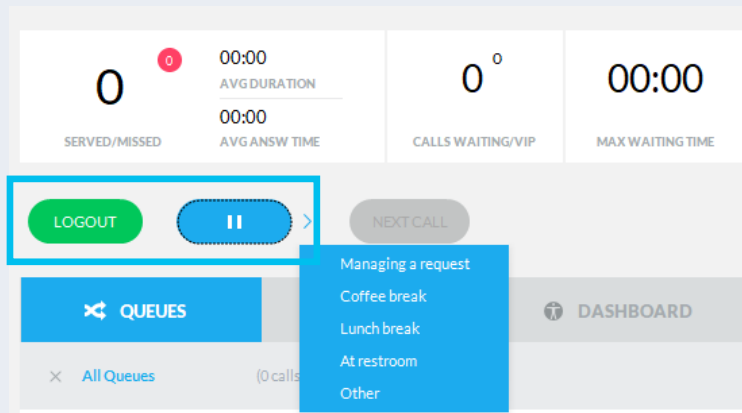 0 0
SERVED/MISSED
00:00
AVG DURATION
00:00
AVG ANSW TIME
0 0
CALLS WAITING/VIP
00:00
MAX WAITING TIME
LOGOUT
NEXT CALL
Managing a request
Coffee break
Lunch break
At restroom
Other
QUEUES
DASHBOARD
All Queues
(0 calls